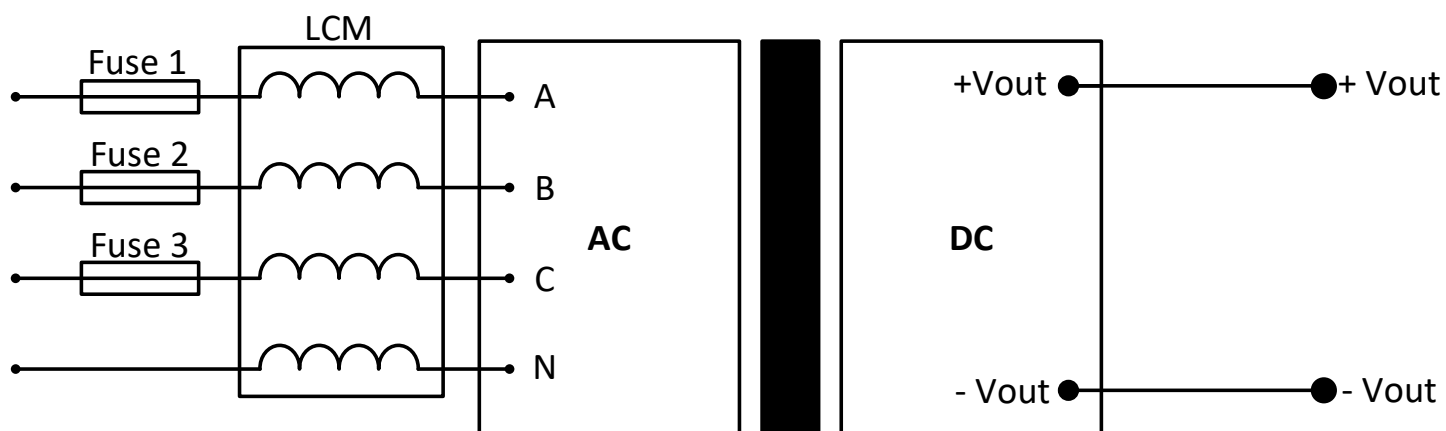 LCM
Fuse 1
A
+Vout
+ Vout
Fuse 2
B
Fuse 3
AC
DC
C
N
- Vout
- Vout